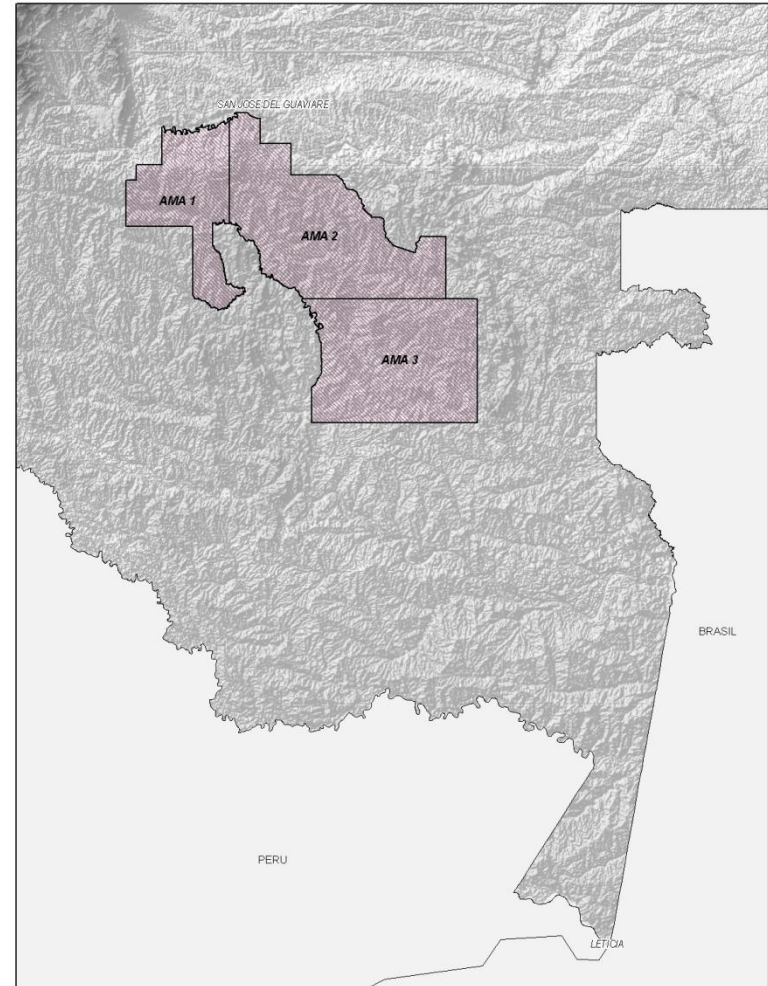 SAN JOSE DEL GUAVIARE
AMA 1
AMA 2
AMA 3
BRASIL
PERU
LETICIA